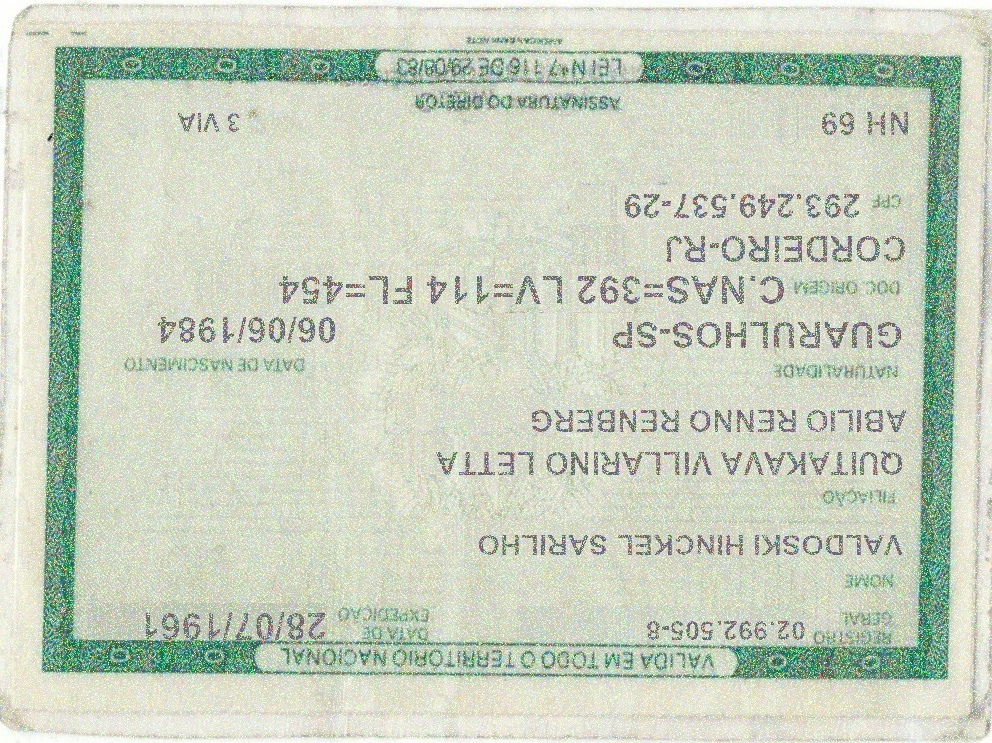 VALIDA EM TODO O TERRITORIO NACIONAL
REGISTRO GERAL 02.992.505-8 DATA DE EXPEDIÇÃO 28/07/1961
NOME
VALDOSKI HINCKEL SARILHO
FILIAÇÃO
QUITAKAVA VILLARINO LETTA
ABILIO RENNO RENBERG
NATURALIDADE DATA DE NASCIMENTO
GUARULHOS-SP 06/06/1984
DOC. ORIGEM C.NAS=392 LV=114 FL=454
CORDEIRO-RJ
CPF 293.249.537-29
NH 69 3 VIA
ASSINATURA DO DIRETOR
LEI Nº 7.116 DE 29/08/83